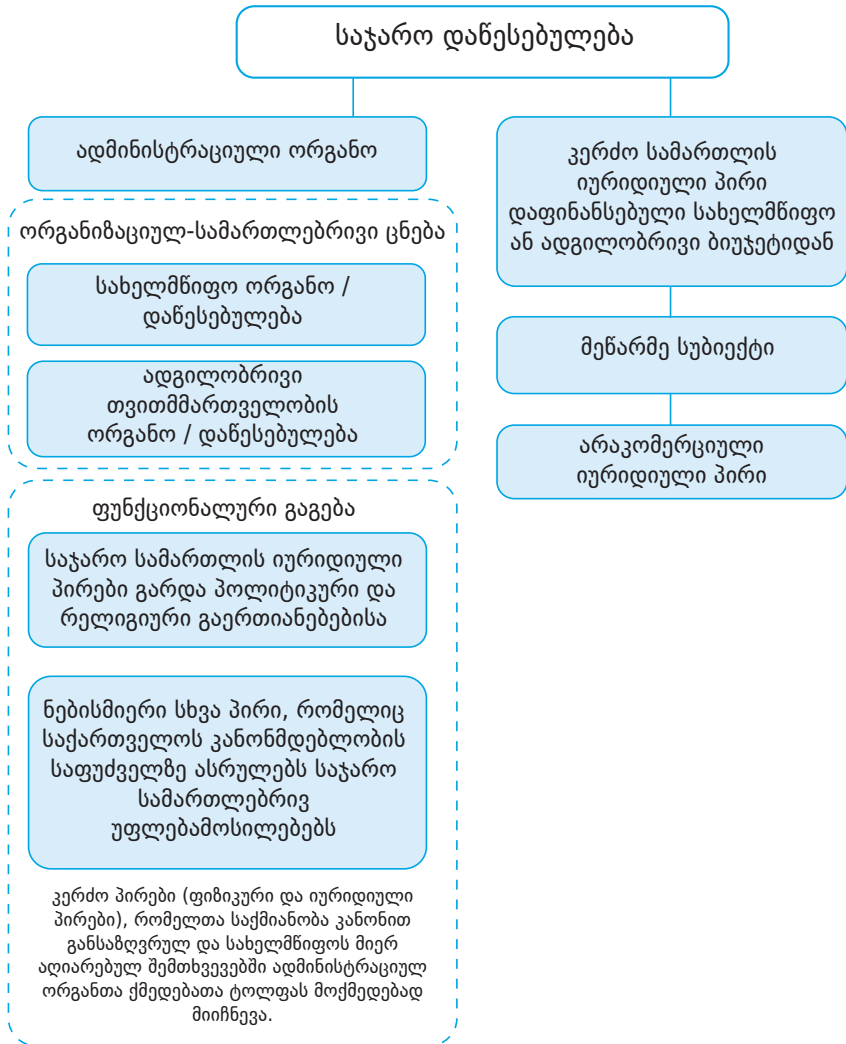 საჯარო დაწესებულება
ადმინისტრაციული ორგანო
ორგანიზაციულ-სამართლებრივი ცნება
სახელმწიფო ორგანო /
დაწესებულება
ადგილობრივი
თვითმმართველობის
ორგანო / დაწესებულება
ფუნქციონალური გაგება
საჯარო სამართლის იურიდიული
პირები გარდა პოლიტიკური და
რელიგიური გაერთიანებებისა
ნებისმიერი სხვა პირი, რომელიც
საქართველოს კანონმდებლობის
საფუძველზე ასრულებს საჯარო
სამართლებრივ
უფლებამოსილებებს
კერძო პირები (ფიზიკური და იურიდიული
პირები), რომელთა საქმიანობა კანონით
განსაზღვრულ და სახელმწიფოს მიერ
აღიარებულ შემთხვევებში ადმინისტრაციულ
ორგანთა ქმედებათა ტოლფას მოქმედებად
მიიჩნევა.
კერძო სამართლის
იურიდიული პირი
დაფინანსებული სახელმწიფო
ან ადგილობრივი ბიუჯეტიდან
მეწარმე სუბიექტი
არაკომერციული
იურიდიული პირი